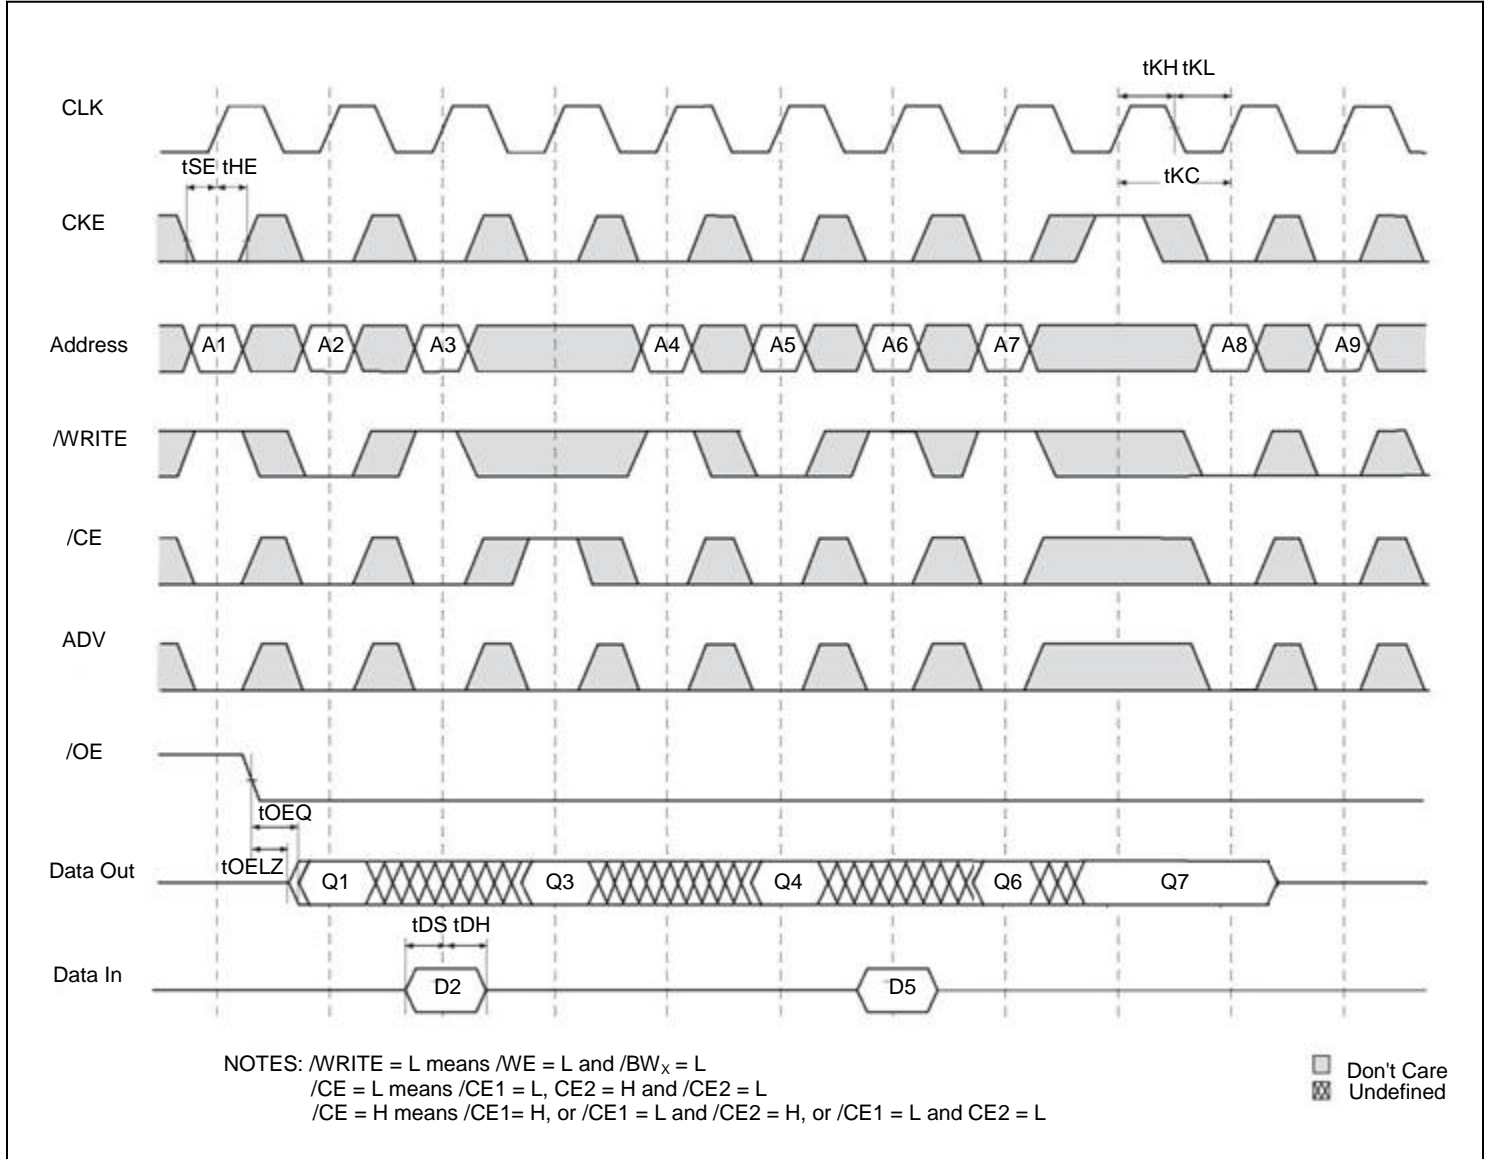 tKH tKL
CLK
tSE tHE
tKC
CKE
Address A1 A2 A3 A4 A5 A6 A7 A8 A9
/WRITE
/CE
ADV
/OE
tOEQ
tOELZ
Data Out Q1 Q3 Q4 Q6 Q7
tDS tDH
Data In D2 D5
NOTES: /WRITE = L means /WE = L and /BWX = L
/CE = L means /CE1 = L, CE2 = H and /CE2 = L
/CE = H means /CE1= H, or /CE1 = L and /CE2 = H, or /CE1 = L and CE2 = L
Don't Care
Undefined